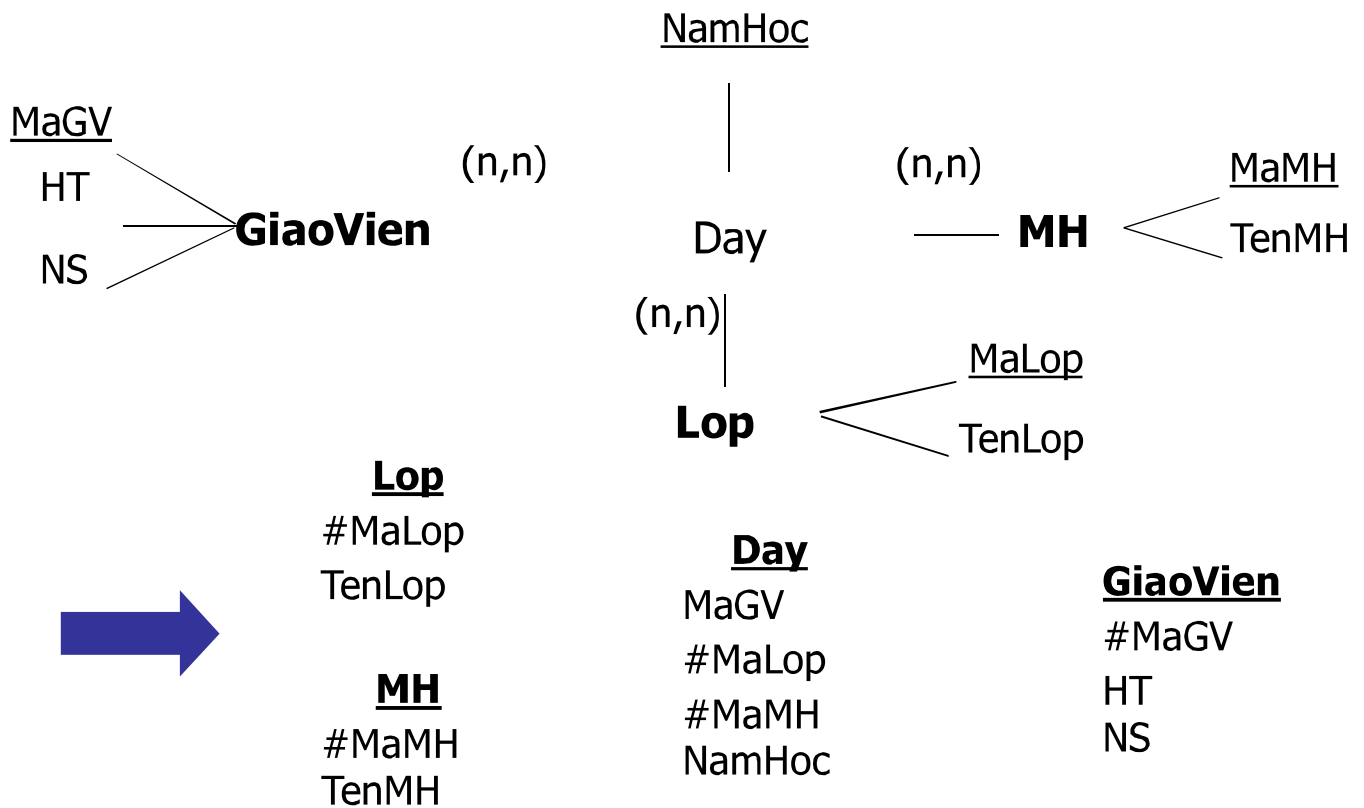 NamHoc
MaGV
HT
NS
GiaoVien
(n,n)
Day
(n,n)
MH
MaMH
TenMH
(n,n)
Lop
MaLop
TenLop
Lop
#MaLop
TenLop
MH
#MaMH
TenMH
Day
MaGV
#MaLop
#MaMH
NamHoc
GiaoVien
#MaGV
HT
NS